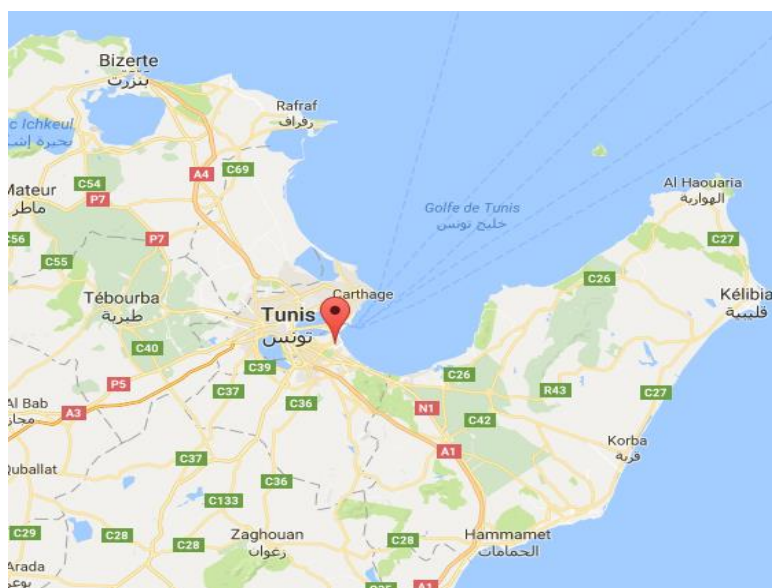 Bizerte
بنزرت
Rafraf
رفراف
c Ichkeul
C69
A4
C54
P7
Mateur
ماطر
Al Haouaria
الهوارية
Golfe de Tunis
خليج تونس
C56
P7
C27
C55
C26
Carthage
Kélibia
قليبية
Tébourba
طبرية
Tunis
تونس
C40
C39
C26
P5
C37
R43
C27
C36
N1
Al Bab
A3
C42
Korba
قربة
A1
C37
Quballat
C36
C133
C29
C28
Zaghouan
زغوان
C28
C28
Hammamet
الحمامات
Arada
A1